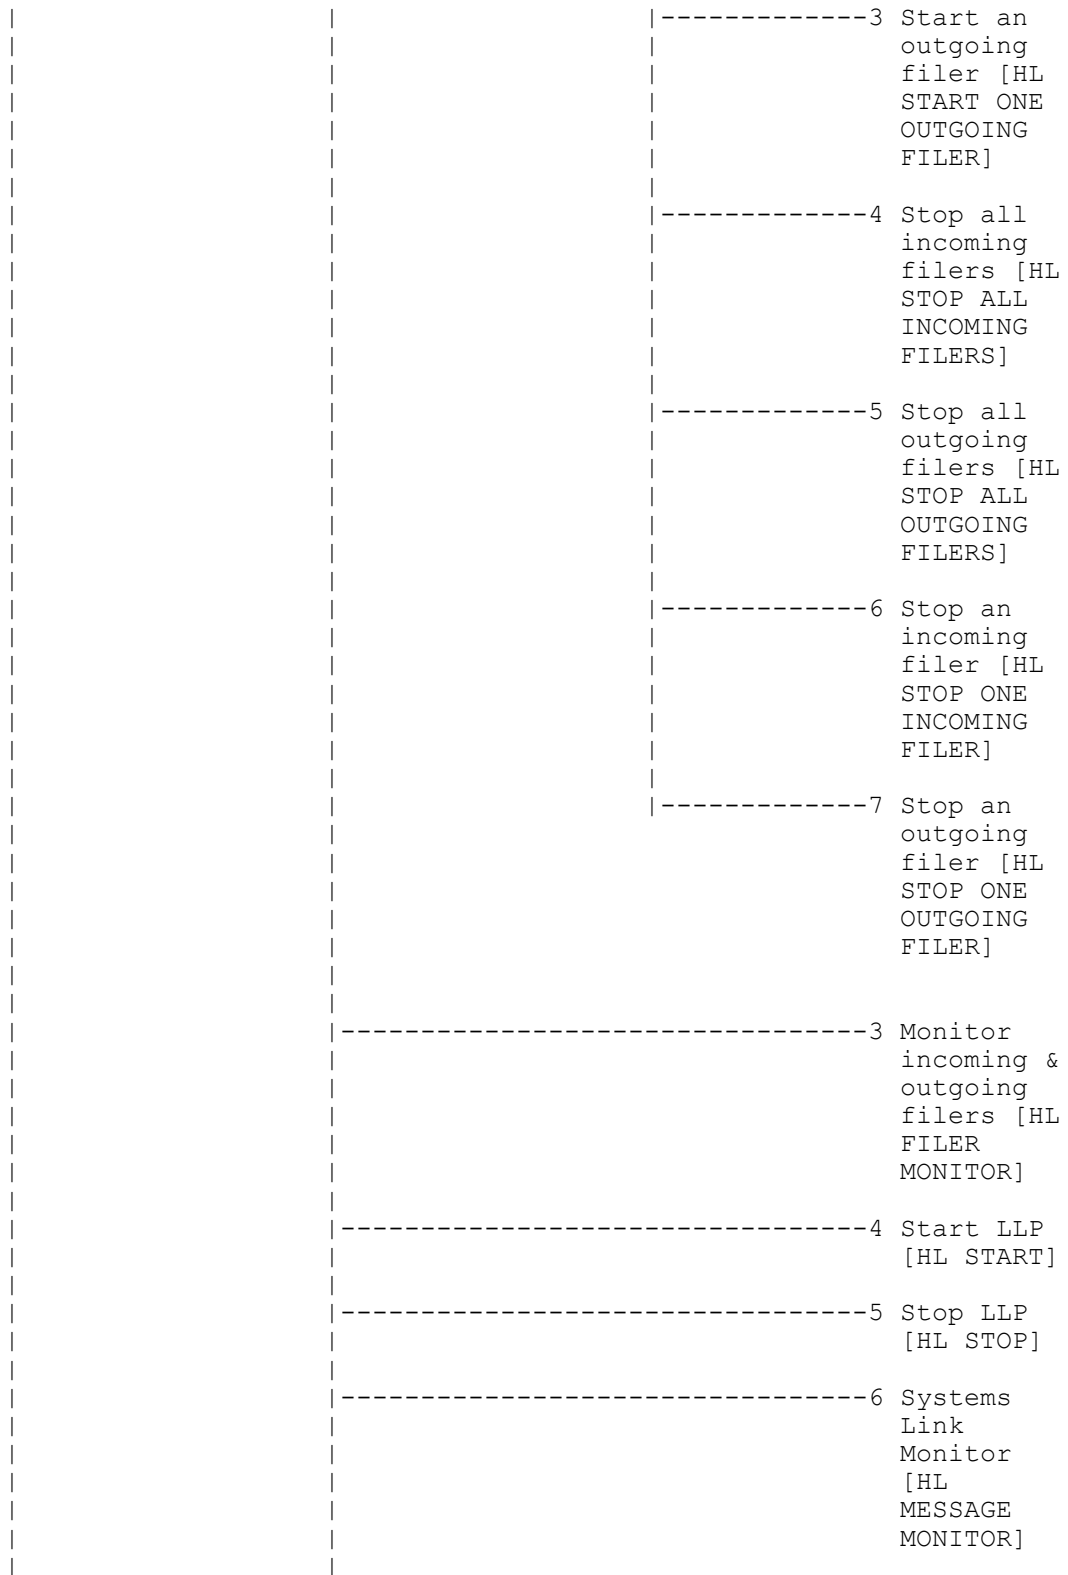 |                   |                   |-------------3 Start an
|                   |                   |               outgoing
|                   |                   |               filer [HL
|                   |                   |               START ONE
|                   |                   |               OUTGOING
|                   |                   |               FILER]
|                   |                   |
|                   |                   |-------------4 Stop all
|                   |                   |               incoming
|                   |                   |               filers [HL
|                   |                   |               STOP ALL
|                   |                   |               INCOMING
|                   |                   |               FILERS]
|                   |                   |
|                   |                   |-------------5 Stop all
|                   |                   |               outgoing
|                   |                   |               filers [HL
|                   |                   |               STOP ALL
|                   |                   |               OUTGOING
|                   |                   |               FILERS]
|                   |                   |
|                   |                   |-------------6 Stop an
|                   |                   |               incoming
|                   |                   |               filer [HL
|                   |                   |               STOP ONE
|                   |                   |               INCOMING
|                   |                   |               FILER]
|                   |                   |
|                   |                   |-------------7 Stop an
|                   |                                   outgoing
|                   |                                   filer [HL
|                   |                                   STOP ONE
|                   |                                   OUTGOING
|                   |                                   FILER]
|                   |
|                   |
|                   |---------------------------------3 Monitor
|                   |                                   incoming &
|                   |                                   outgoing
|                   |                                   filers [HL
|                   |                                   FILER
|                   |                                   MONITOR]
|                   |
|                   |---------------------------------4 Start LLP
|                   |                                   [HL START]
|                   |
|                   |---------------------------------5 Stop LLP
|                   |                                   [HL STOP]
|                   |
|                   |---------------------------------6 Systems
|                   |                                   Link
|                   |                                   Monitor
|                   |                                   [HL
|                   |                                   MESSAGE
|                   |                                   MONITOR]
|                   |